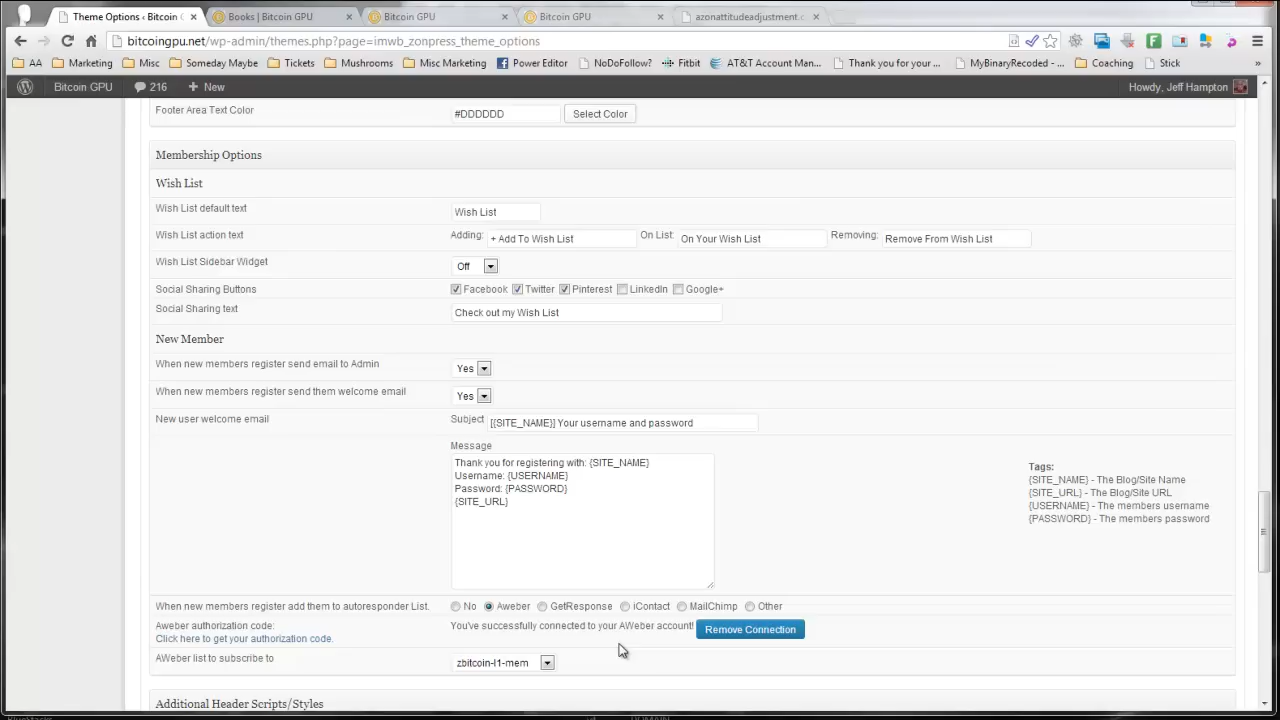 Theme Options ‹ Bitcoin G
Books | Bitcoin GPU
Bitcoin GPU
Bitcoin GPU
azonattitudeadjustment.c
bitcoingpu.net/wp-admin/themes.php?page=imwb_zonpress_theme_options
AA Marketing Misc Someday Maybe Tickets Mushrooms Misc Marketing Power Editor NoDoFollow? Fitbit AT&T Account Man... Thank you for your ... MyBinaryRecoded - ... Coaching Stick »
Bitcoin GPU 216 + New Howdy, Jeff Hampton
Footer Area Text Color #DDDDDD Select Color
Membership Options
Wish List
Wish List default text Wish List
Wish List action text Adding: + Add To Wish List On List: On Your Wish List Removing: Remove From Wish List
Wish List Sidebar Widget Off
Social Sharing Buttons Facebook Twitter Pinterest LinkedIn Google+
Social Sharing text Check out my Wish List
New Member
When new members register send email to Admin Yes
When new members register send them welcome email Yes
New user welcome email Subject [{SITE_NAME}] Your username and password
Message
Thank you for registering with: {SITE_NAME}
Username: {USERNAME}
Password: {PASSWORD}
{SITE_URL}
Tags:
{SITE_NAME} - The Blog/Site Name
{SITE_URL} - The Blog/Site URL
{USERNAME} - The members username
{PASSWORD} - The members password
When new members register add them to autoresponder List. No Aweber GetResponse iContact MailChimp Other
Aweber authorization code: You've successfully connected to your AWeber account! Remove Connection
Click here to get your authorization code.
AWeber list to subscribe to zbitcoin-l1-mem
Additional Header Scripts/Styles